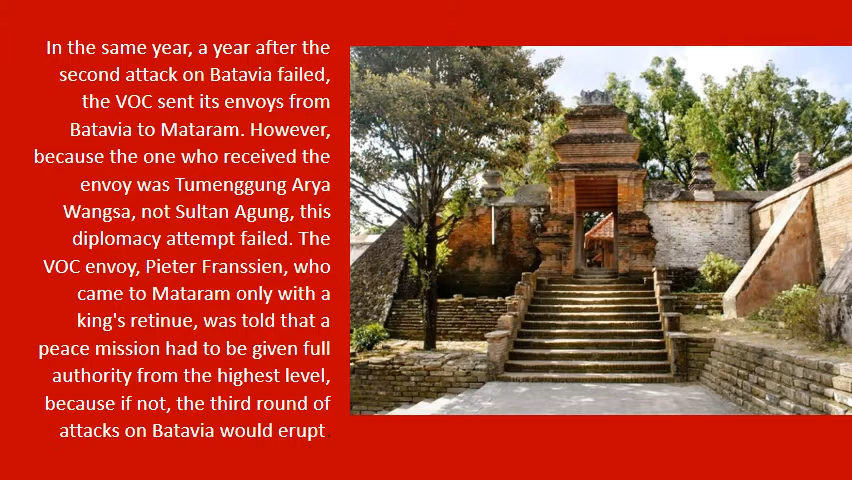 In the same year, a year after the
second attack on Batavia failed,
the VOC sent its envoys from
Batavia to Mataram. However,
because the one who received the
envoy was Tumenggung Arya
Wangsa, not Sultan Agung, this
diplomacy attempt failed. The
VOC envoy, Pieter Franssien, who
came to Mataram only with a
king's retinue, was told that a
peace mission had to be given full
authority from the highest level,
because if not, the third round of
attacks on Batavia would erupt.